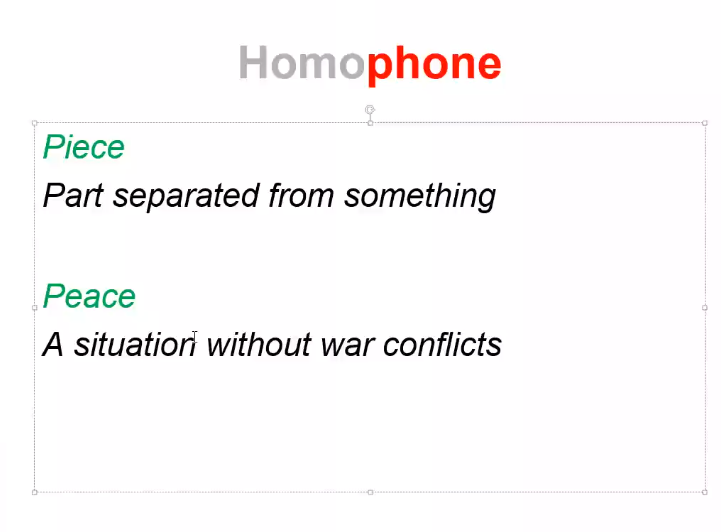 Homophone
Piece
Part separated from something
Peace
A situation without war conflicts